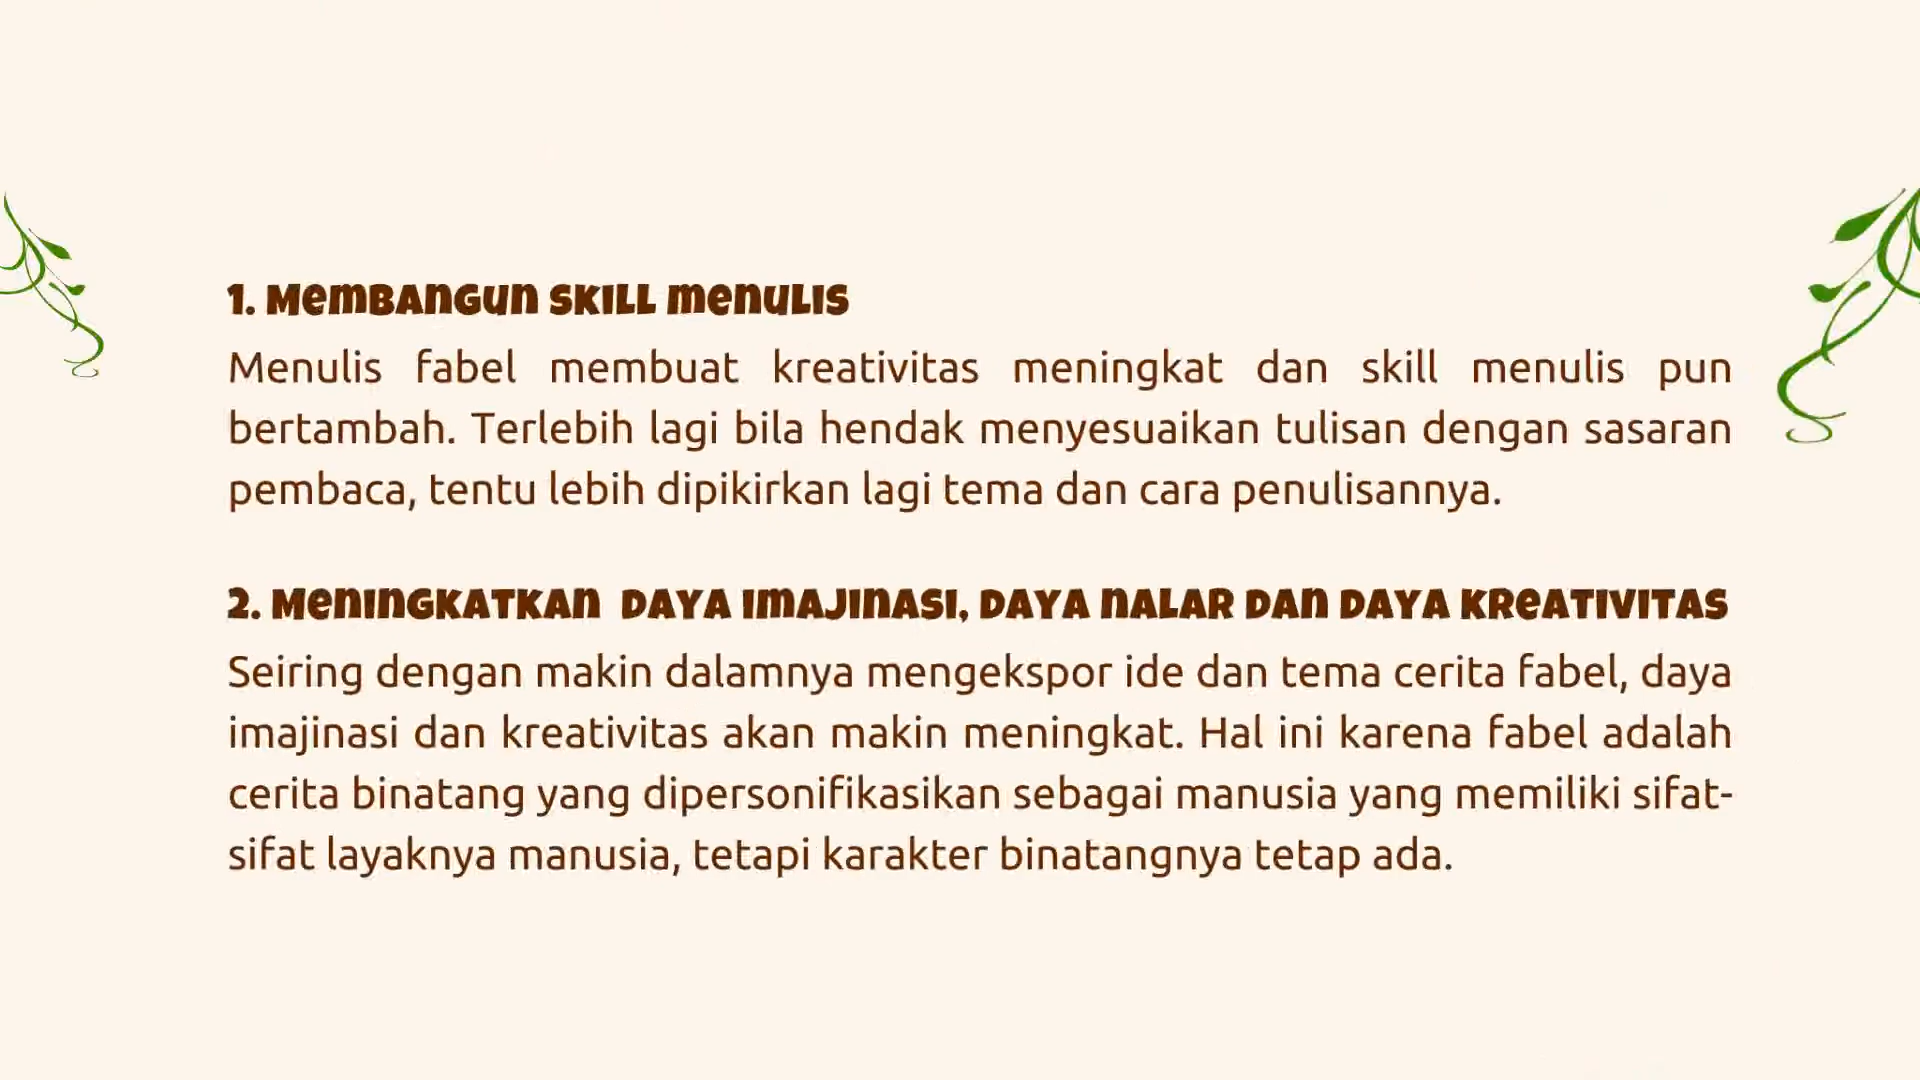 1. Membangun skill menulis
Menulis fabel membuat kreativitas meningkat dan skill menulis pun
bertambah. Terlebih lagi bila hendak menyesuaikan tulisan dengan sasaran
pembaca, tentu lebih dipikirkan lagi tema dan cara penulisannya.
2. Meningkatkan daya imajinasi, daya nalar dan daya kreativitas
Seiring dengan makin dalamnya mengekspor ide dan tema cerita fabel, daya
imajinasi dan kreativitas akan makin meningkat. Hal ini karena fabel adalah
cerita binatang yang dipersonifikasikan sebagai manusia yang memiliki sifat-
sifat layaknya manusia, tetapi karakter binatangnya tetap ada.